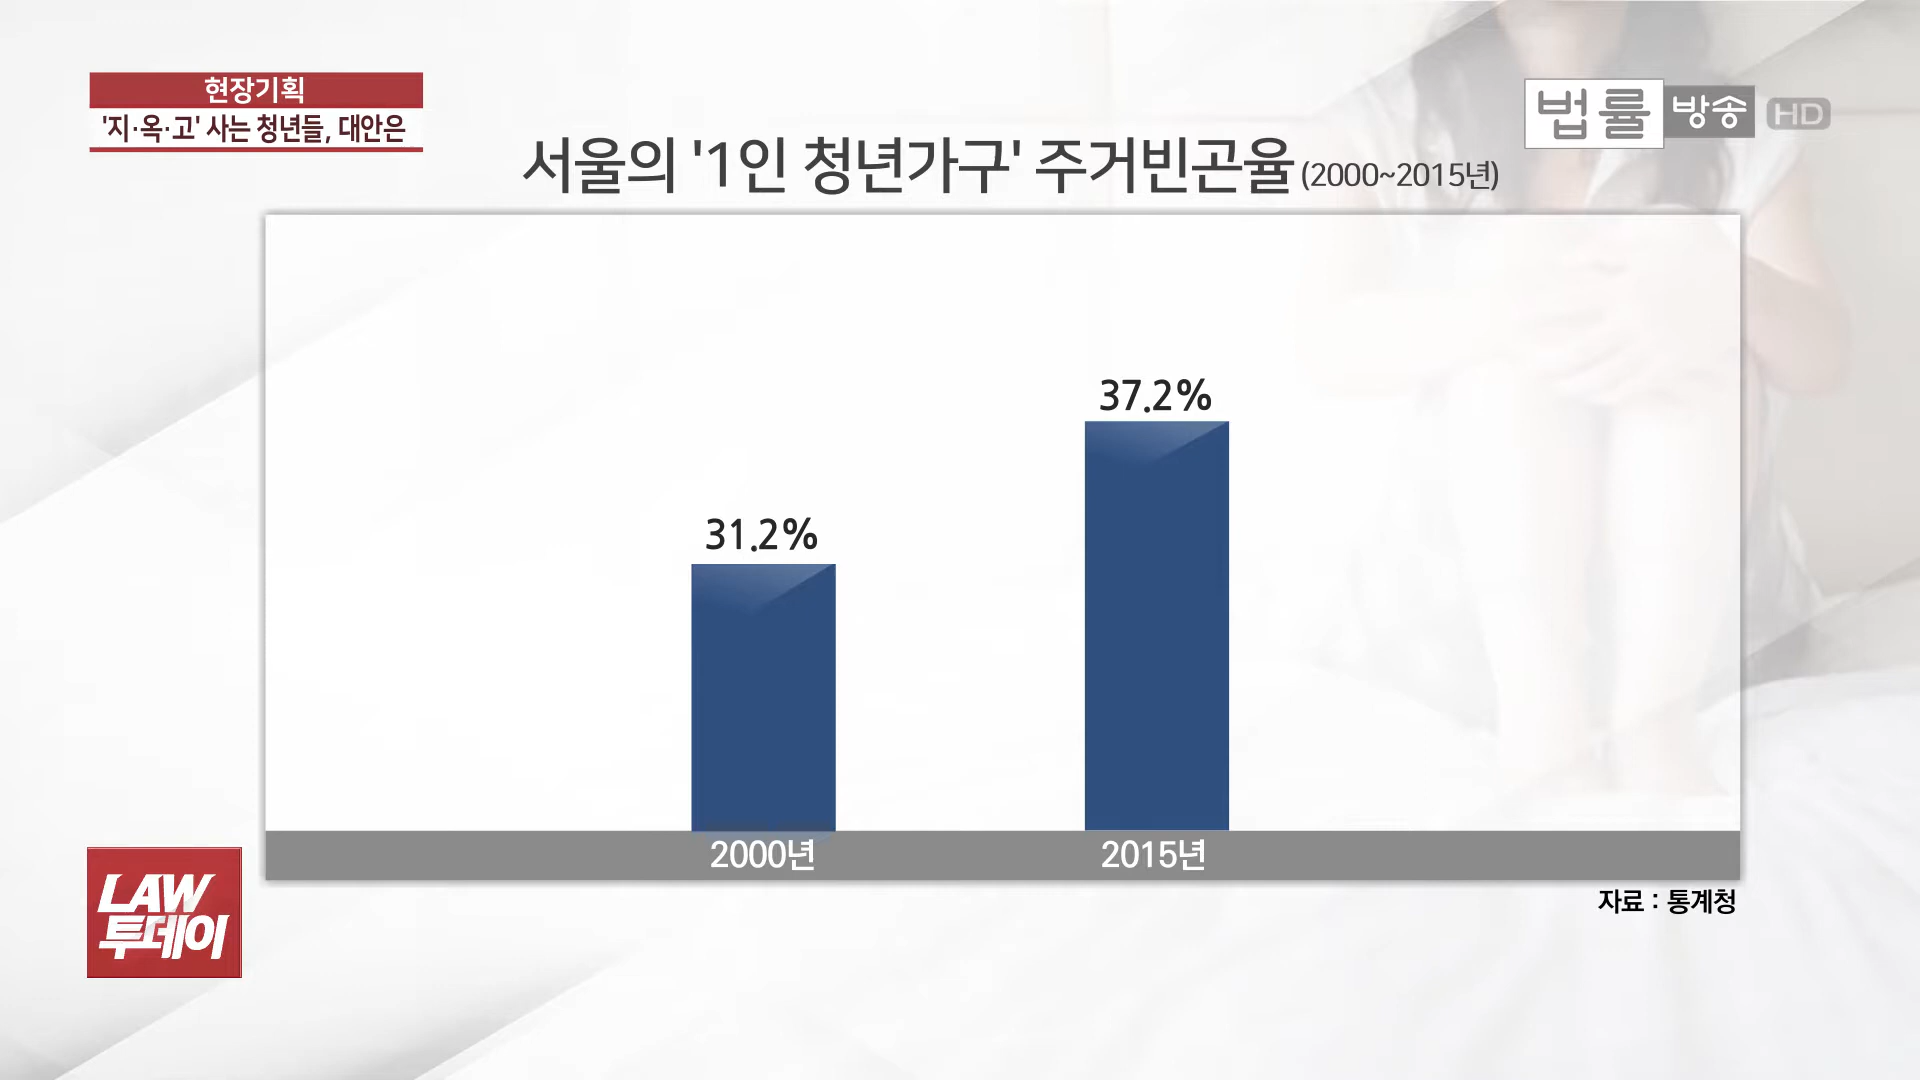 현장기획
'지·옥·고' 사는 청년들, 대안은
법률방송 HD
서울의 '1인 청년가구' 주거빈곤율 (2000~2015년)
31.2%
37.2%
2000년
2015년
자료 : 통계청
LAW
투데이